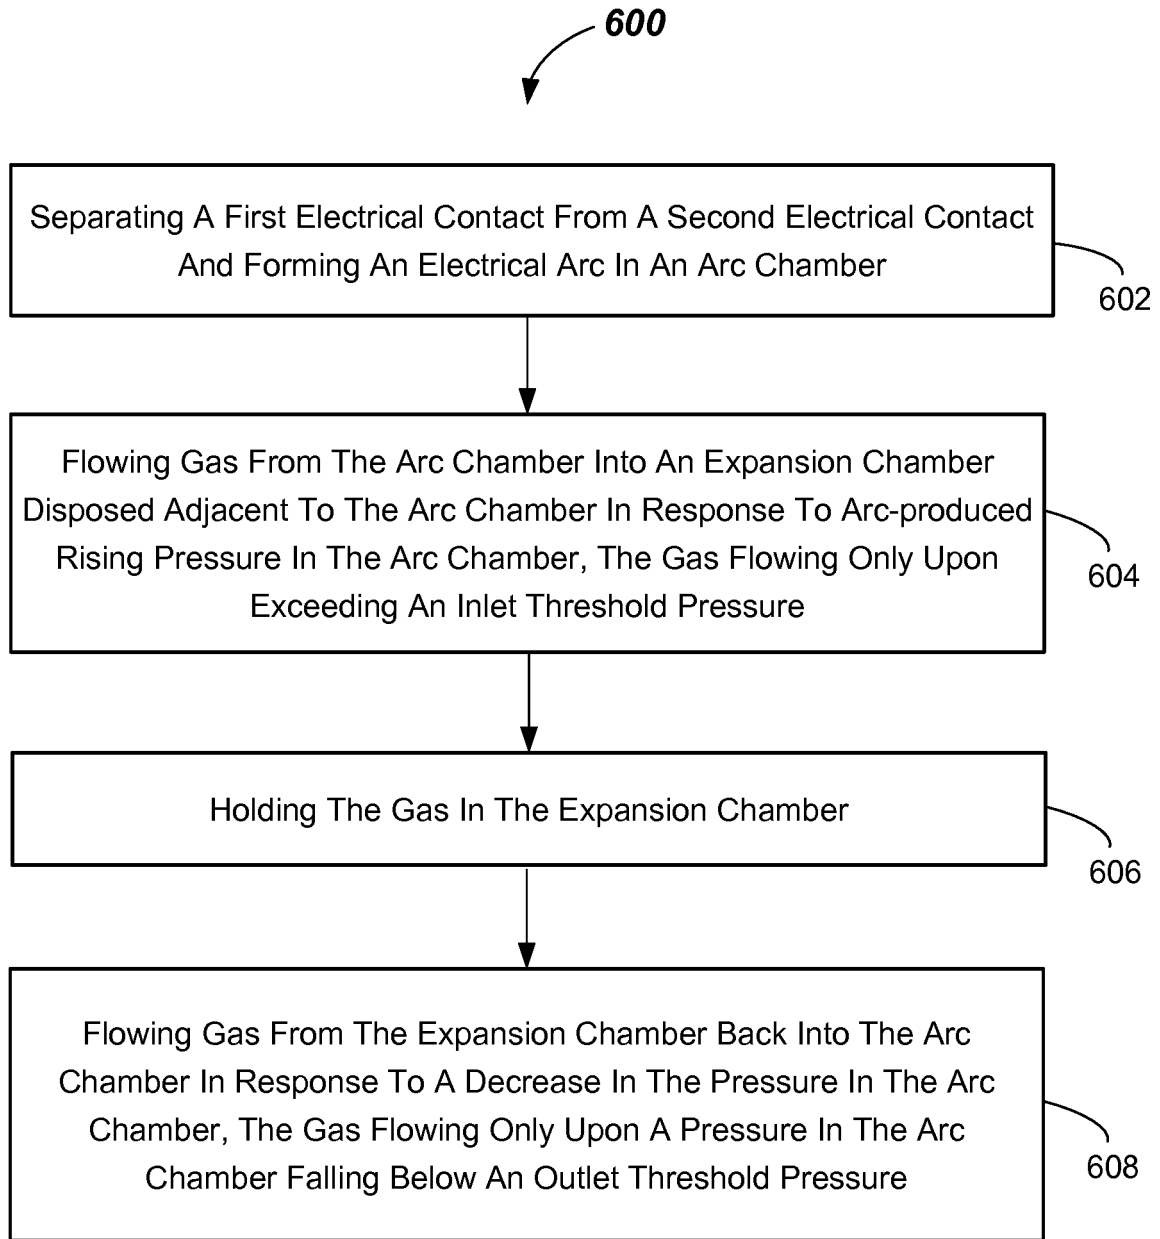 600
Separating A First Electrical Contact From A Second Electrical Contact
And Forming An Electrical Arc In An Arc Chamber
602
Flowing Gas From The Arc Chamber Into An Expansion Chamber
Disposed Adjacent To The Arc Chamber In Response To Arc-produced
Rising Pressure In The Arc Chamber, The Gas Flowing Only Upon
Exceeding An Inlet Threshold Pressure
604
Holding The Gas In The Expansion Chamber
606
Flowing Gas From The Expansion Chamber Back Into The Arc
Chamber In Response To A Decrease In The Pressure In The Arc
Chamber, The Gas Flowing Only Upon A Pressure In The Arc
Chamber Falling Below An Outlet Threshold Pressure
608